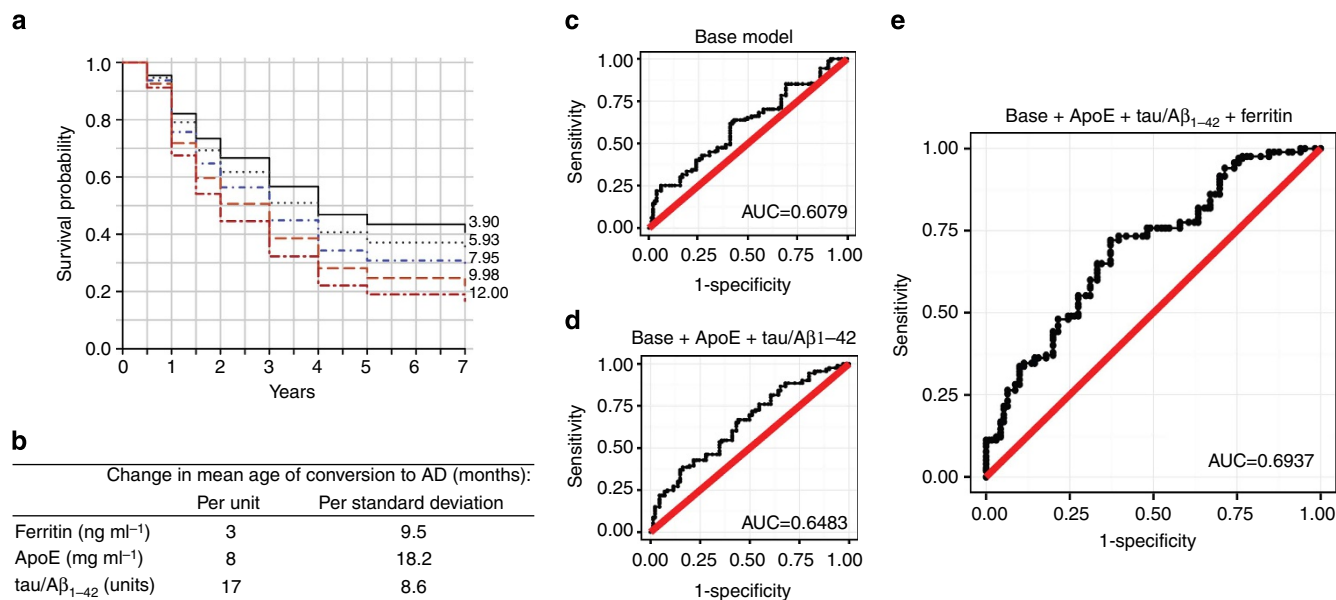 a
1.0
0.8
0.6
0.4
0.2
0.0
Survival probability
3.90
5.93
7.95
9.98
12.00
0 1 2 3 4 5 6 7
Years
b
Change in mean age of conversion to AD (months):
Per unit Per standard deviation
Ferritin (ng ml⁻¹) 3 9.5
ApoE (mg ml⁻¹) 8 18.2
tau/Aβ₁₋₄₂ (units) 17 8.6
c
Base model
1.00
0.75
0.50
0.25
0.00
Sensitivity
AUC=0.6079
0.00 0.25 0.50 0.75 1.00
1-specificity
d
Base + ApoE + tau/Aβ1–42
1.00
0.75
0.50
0.25
0.00
Sensitivity
AUC=0.6483
0.00 0.25 0.50 0.75 1.00
1-specificity
e
Base + ApoE + tau/Aβ₁₋₄₂ + ferritin
1.00
0.75
0.50
0.25
0.00
Sensitivity
AUC=0.6937
0.00 0.25 0.50 0.75 1.00
1-specificity